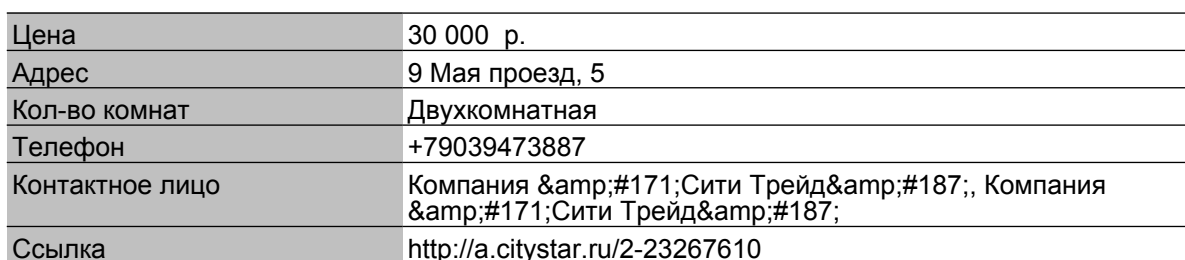 Цена 30 000 р.
Адрес 9 Мая проезд, 5
Кол-во комнат Двухкомнатная
Телефон +79039473887
Контактное лицо Компания &amp;#171;Сити Трейд&amp;#187;, Компания
&amp;#171;Сити Трейд&amp;#187;
Ссылка http://a.citystar.ru/2-23267610